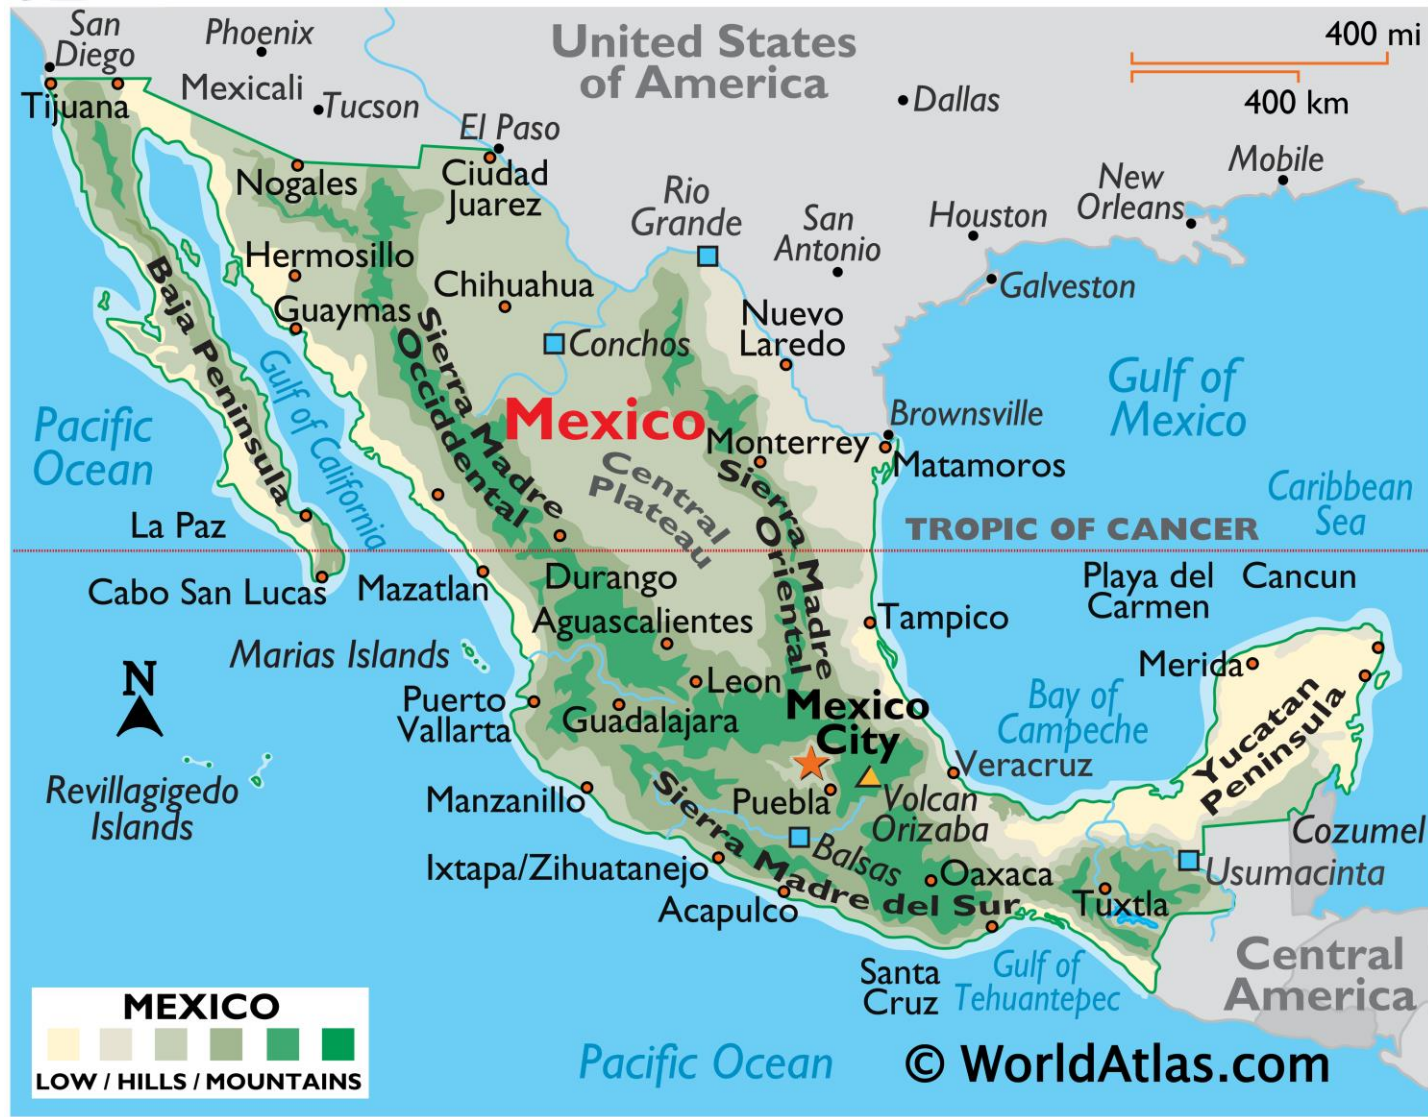 San
Diego
Phoenix
United States
of America
400 mi
400 km
Mexicali
Tijuana
Tucson
Dallas
El Paso
Ciudad
Juarez
Nogales
Rio
Grande
San
Antonio
Houston
New
Orleans
Mobile
Hermosillo
Guaymas
Chihuahua
Galveston
Nuevo
Laredo
Conchos
Baja Peninsula
Gulf of California
Sierra Madre
Occiddental
Mexico
Gulf of
Mexico
Pacific
Ocean
Brownsville
Monterrey
Matamoros
Central
Plateau
Sierra Madre
Oriental
Caribbean
Sea
La Paz
TROPIC OF CANCER
Cabo San Lucas
Mazatlan
Durango
Playa del
Carmen
Cancun
Aguascalientes
Tampico
Marias Islands
N
Merida
Leon
Puerto
Vallarta
Guadalajara
Mexico
City
Bay of
Campeche
Yucatan
Peninsula
Revillagigedo
Islands
Manzanillo
Puebla
Volcan
Orizaba
Veracruz
Sierra Madre del Sur
Balsas
Cozumel
Ixtapa/Zihuatanejo
Oaxaca
Usumacinta
Tuxtla
Acapulco
Santa
Cruz
Gulf of
Tehuantepec
Central
America
MEXICO
LOW / HILLS / MOUNTAINS
Pacific Ocean
© WorldAtlas.com